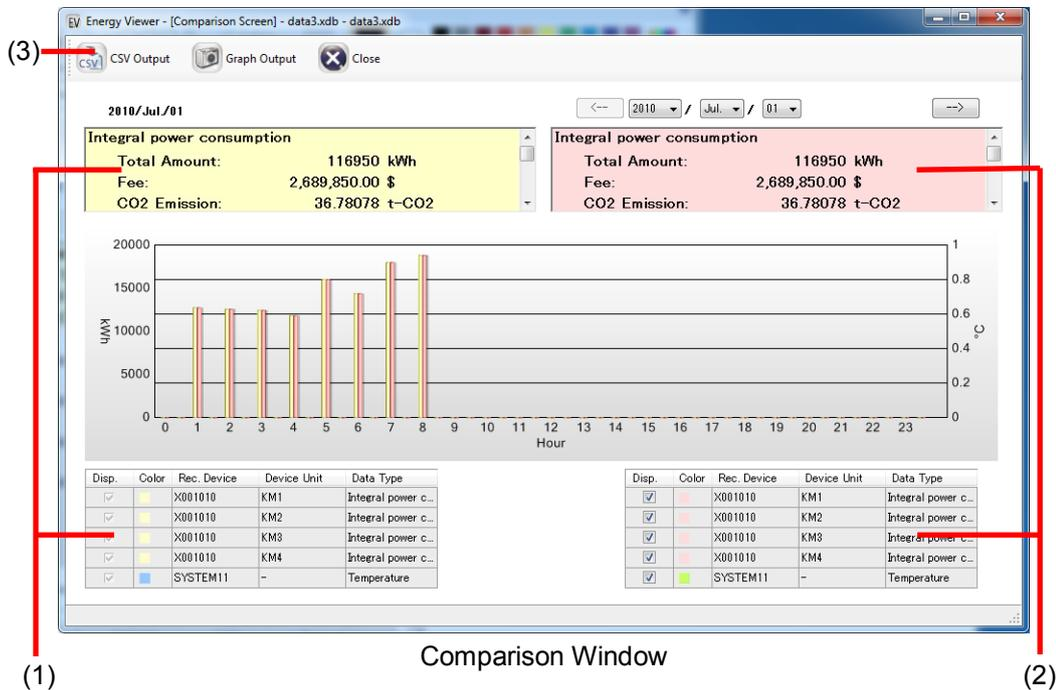 EV Energy Viewer - [Comparison Screen] - data3.xdb - data3.xdb
(3)
CSV CSV Output Graph Output Close
2010/Jul./01
<-- 2010 / Jul. / 01 -->
Integral power consumption
Total Amount: 116950 kWh
Fee: 2,689,850.00 $
CO2 Emission: 36.78078 t-CO2
Integral power consumption
Total Amount: 116950 kWh
Fee: 2,689,850.00 $
CO2 Emission: 36.78078 t-CO2
20000
15000
10000
5000
0
kWh
1
0.8
0.6
0.4
0.2
0
°C
0 1 2 3 4 5 6 7 8 9 10 11 12 13 14 15 16 17 18 19 20 21 22 23
Hour
Disp. Color Rec. Device Device Unit Data Type
X001010 KM1 Integral power c...
X001010 KM2 Integral power c...
X001010 KM3 Integral power c...
X001010 KM4 Integral power c...
SYSTEM11 - Temperature
Disp. Color Rec. Device Device Unit Data Type
X001010 KM1 Integral power c...
X001010 KM2 Integral power c...
X001010 KM3 Integral power c...
X001010 KM4 Integral power c...
SYSTEM11 - Temperature
Comparison Window
(1)
(2)